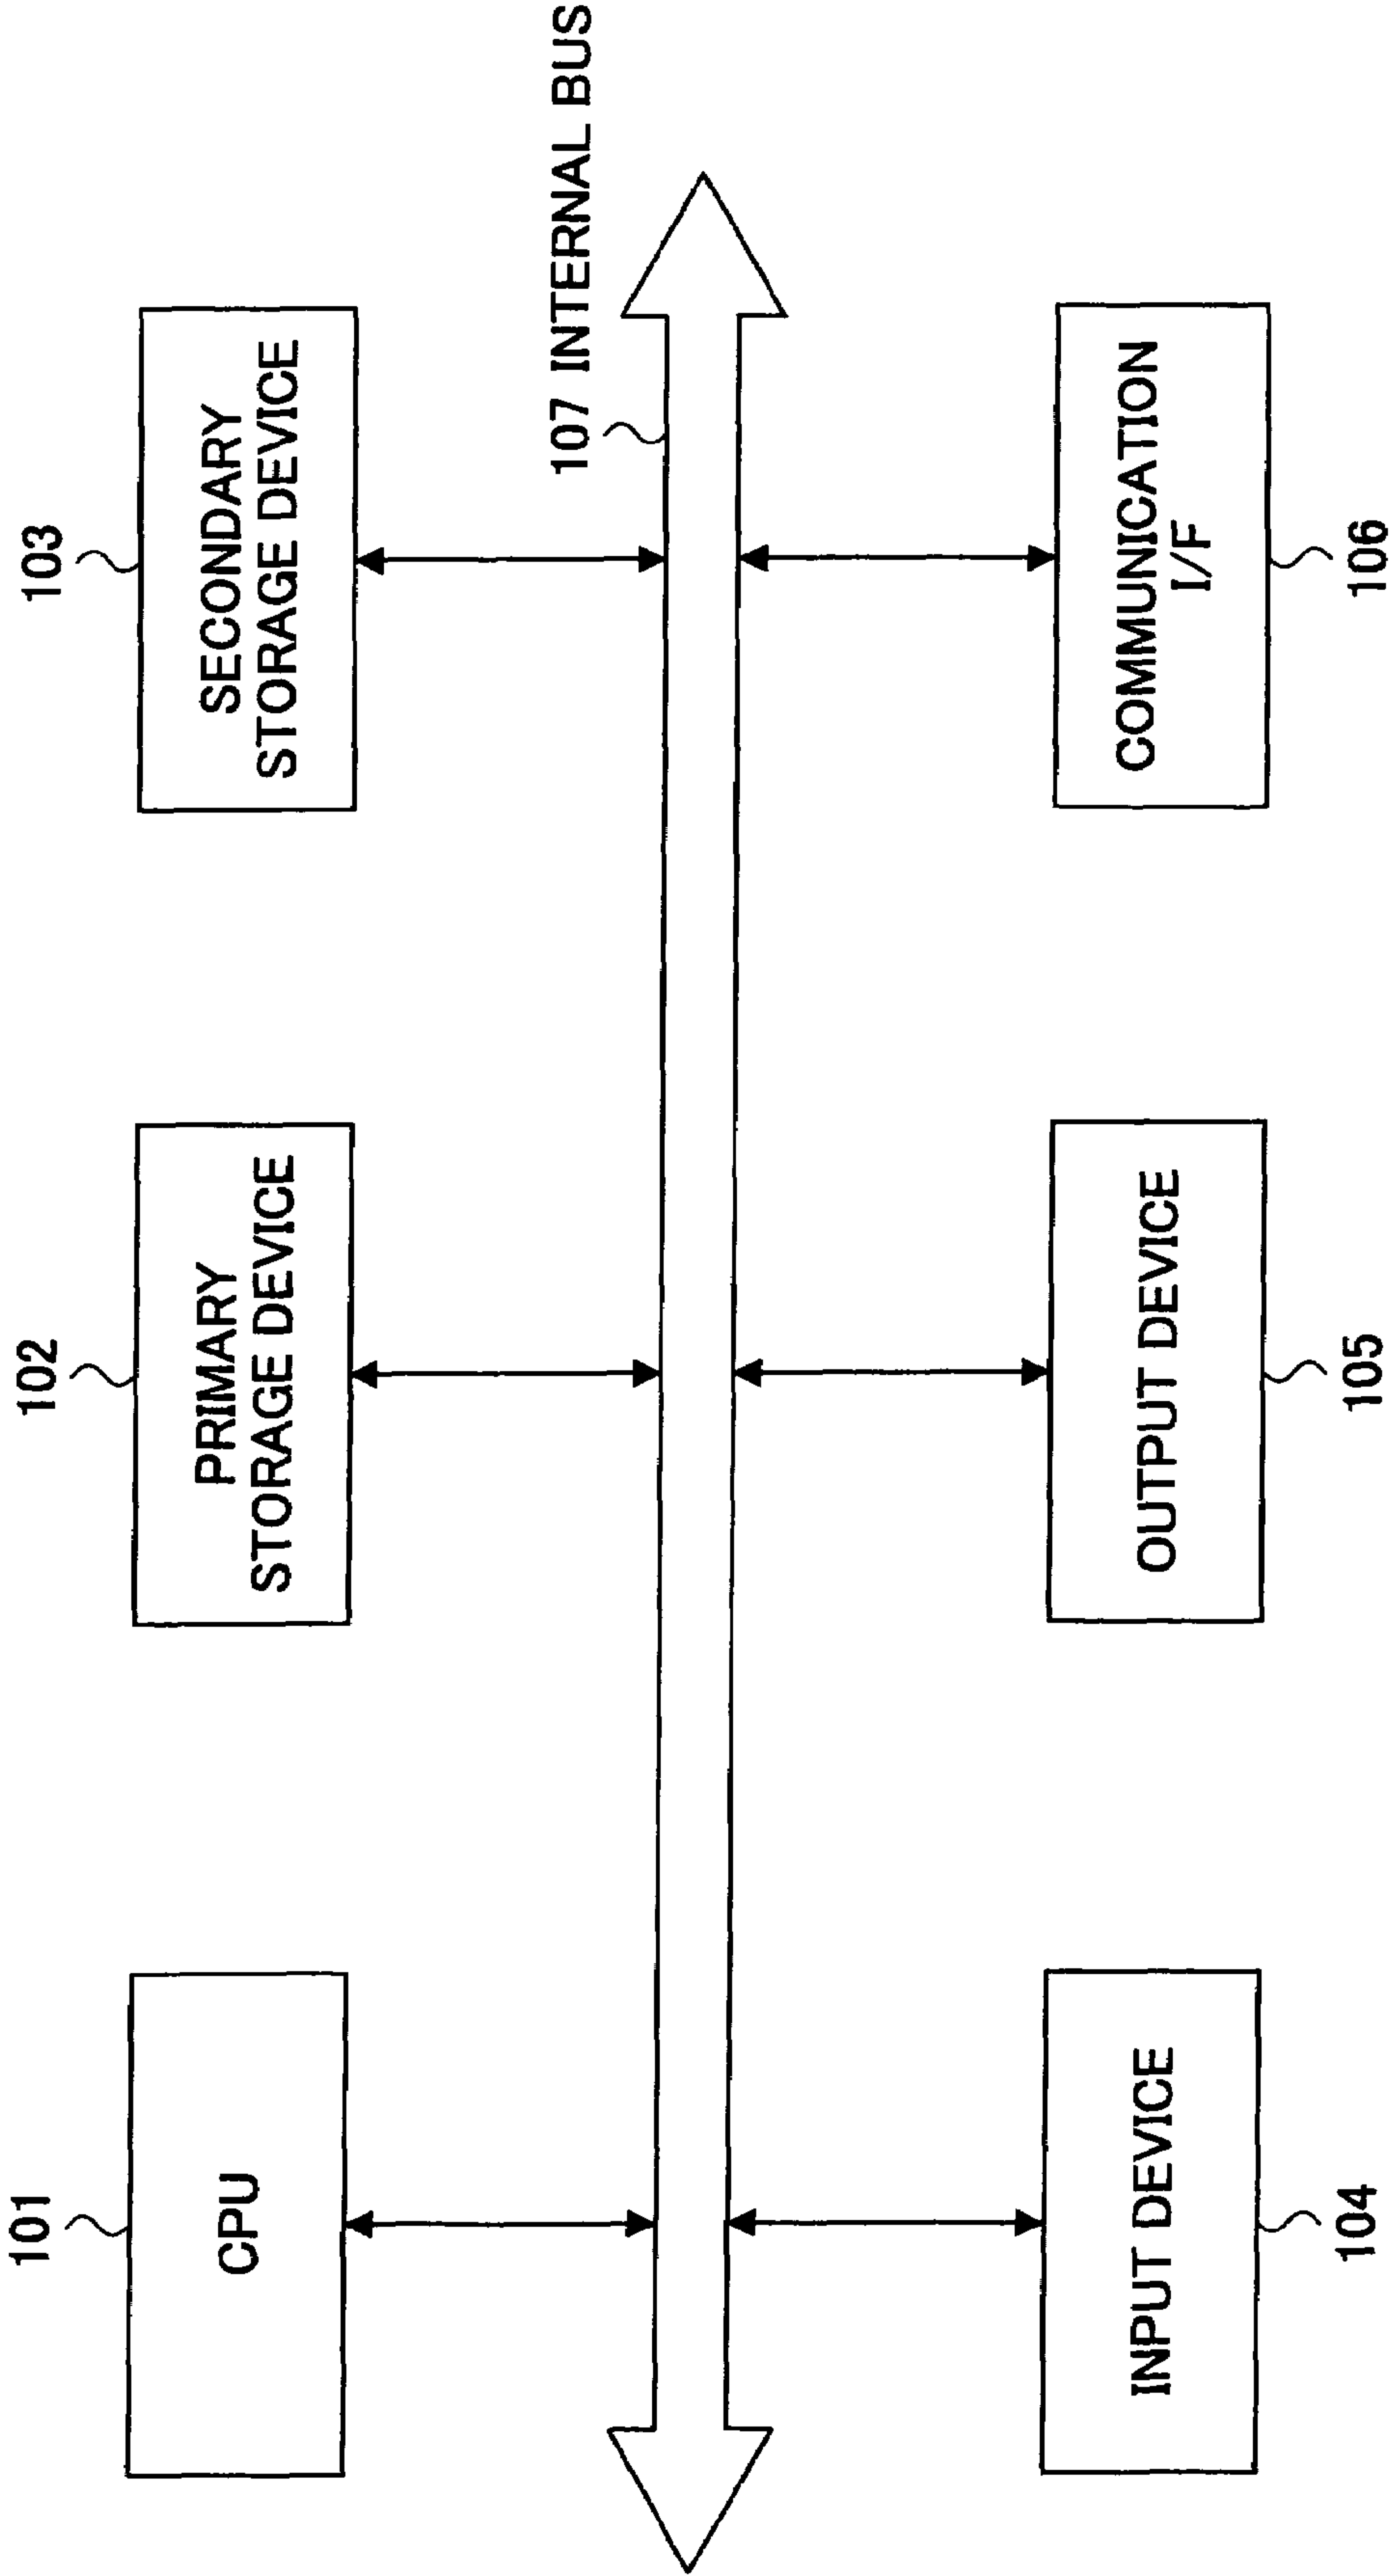 101
CPU
102
PRIMARY
STORAGE DEVICE
103
SECONDARY
STORAGE DEVICE
107 INTERNAL BUS
INPUT DEVICE
104
OUTPUT DEVICE
105
COMMUNICATION
I/F
106